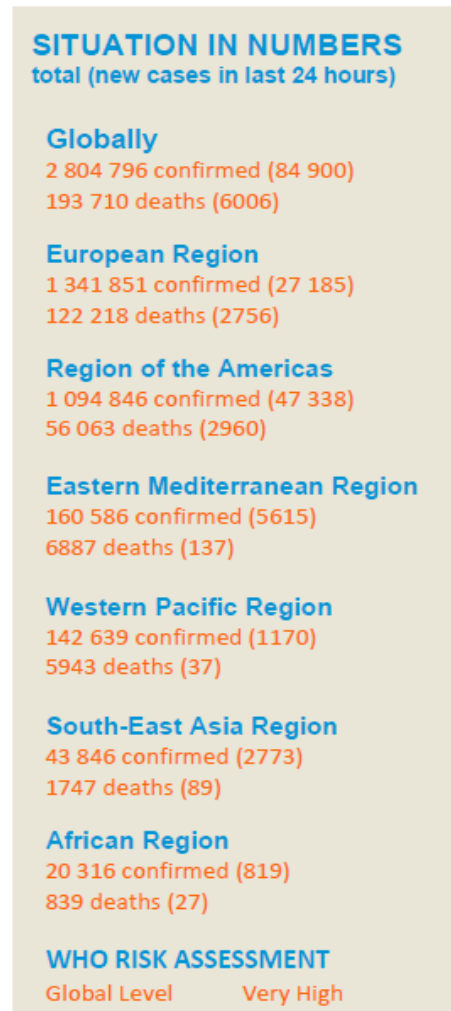 SITUATION IN NUMBERS
total (new cases in last 24 hours)
Globally
2 804 796 confirmed (84 900)
193 710 deaths (6006)
European Region
1 341 851 confirmed (27 185)
122 218 deaths (2756)
Region of the Americas
1 094 846 confirmed (47 338)
56 063 deaths (2960)
Eastern Mediterranean Region
160 586 confirmed (5615)
6887 deaths (137)
Western Pacific Region
142 639 confirmed (1170)
5943 deaths (37)
South-East Asia Region
43 846 confirmed (2773)
1747 deaths (89)
African Region
20 316 confirmed (819)
839 deaths (27)
WHO RISK ASSESSMENT
Global Level Very High